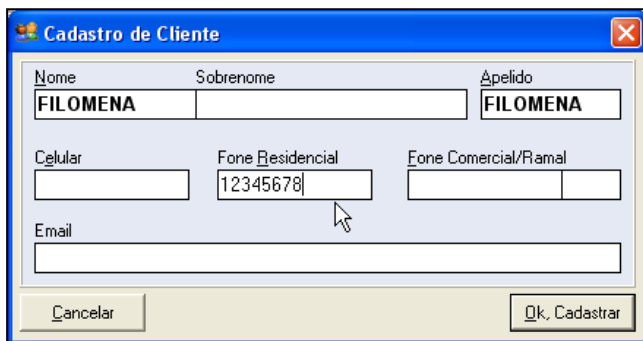 Cadastro de Cliente
Nome Sobrenome Apelido
FILOMENA FILOMENA
Celular Fone Residencial Fone Comercial/Ramal
12345678
Email
Cancelar Ok, Cadastrar